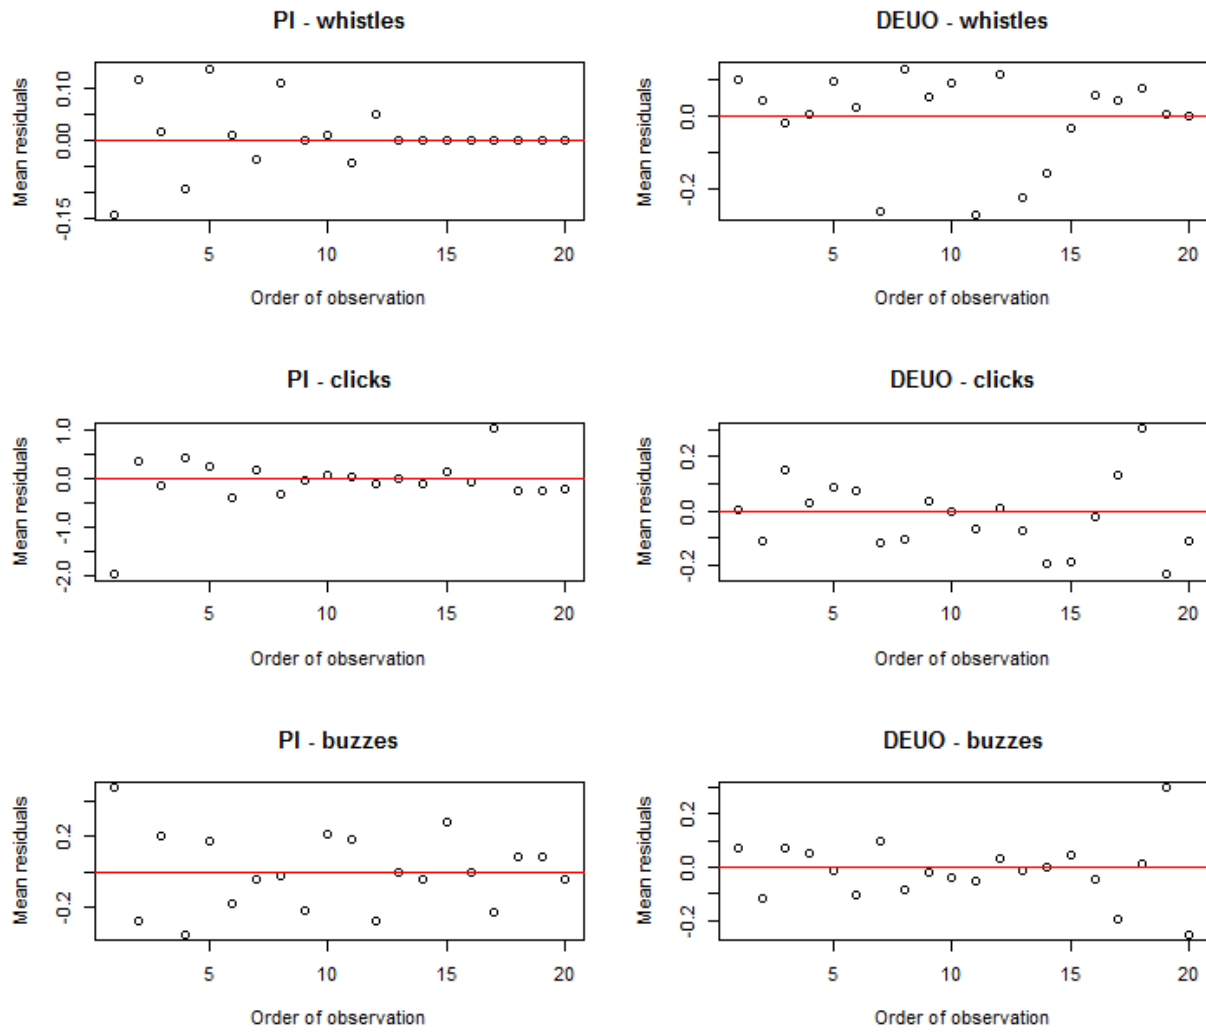 PI - whistles
Mean residuals
0.10
0.00
-0.15
5 10 15 20
Order of observation
DEUO - whistles
Mean residuals
0.0
-0.2
5 10 15 20
Order of observation
PI - clicks
Mean residuals
1.0
0.0
-1.0
-2.0
5 10 15 20
Order of observation
DEUO - clicks
Mean residuals
0.2
0.0
-0.2
5 10 15 20
Order of observation
PI - buzzes
Mean residuals
0.2
-0.2
5 10 15 20
Order of observation
DEUO - buzzes
Mean residuals
0.2
0.0
-0.2
5 10 15 20
Order of observation